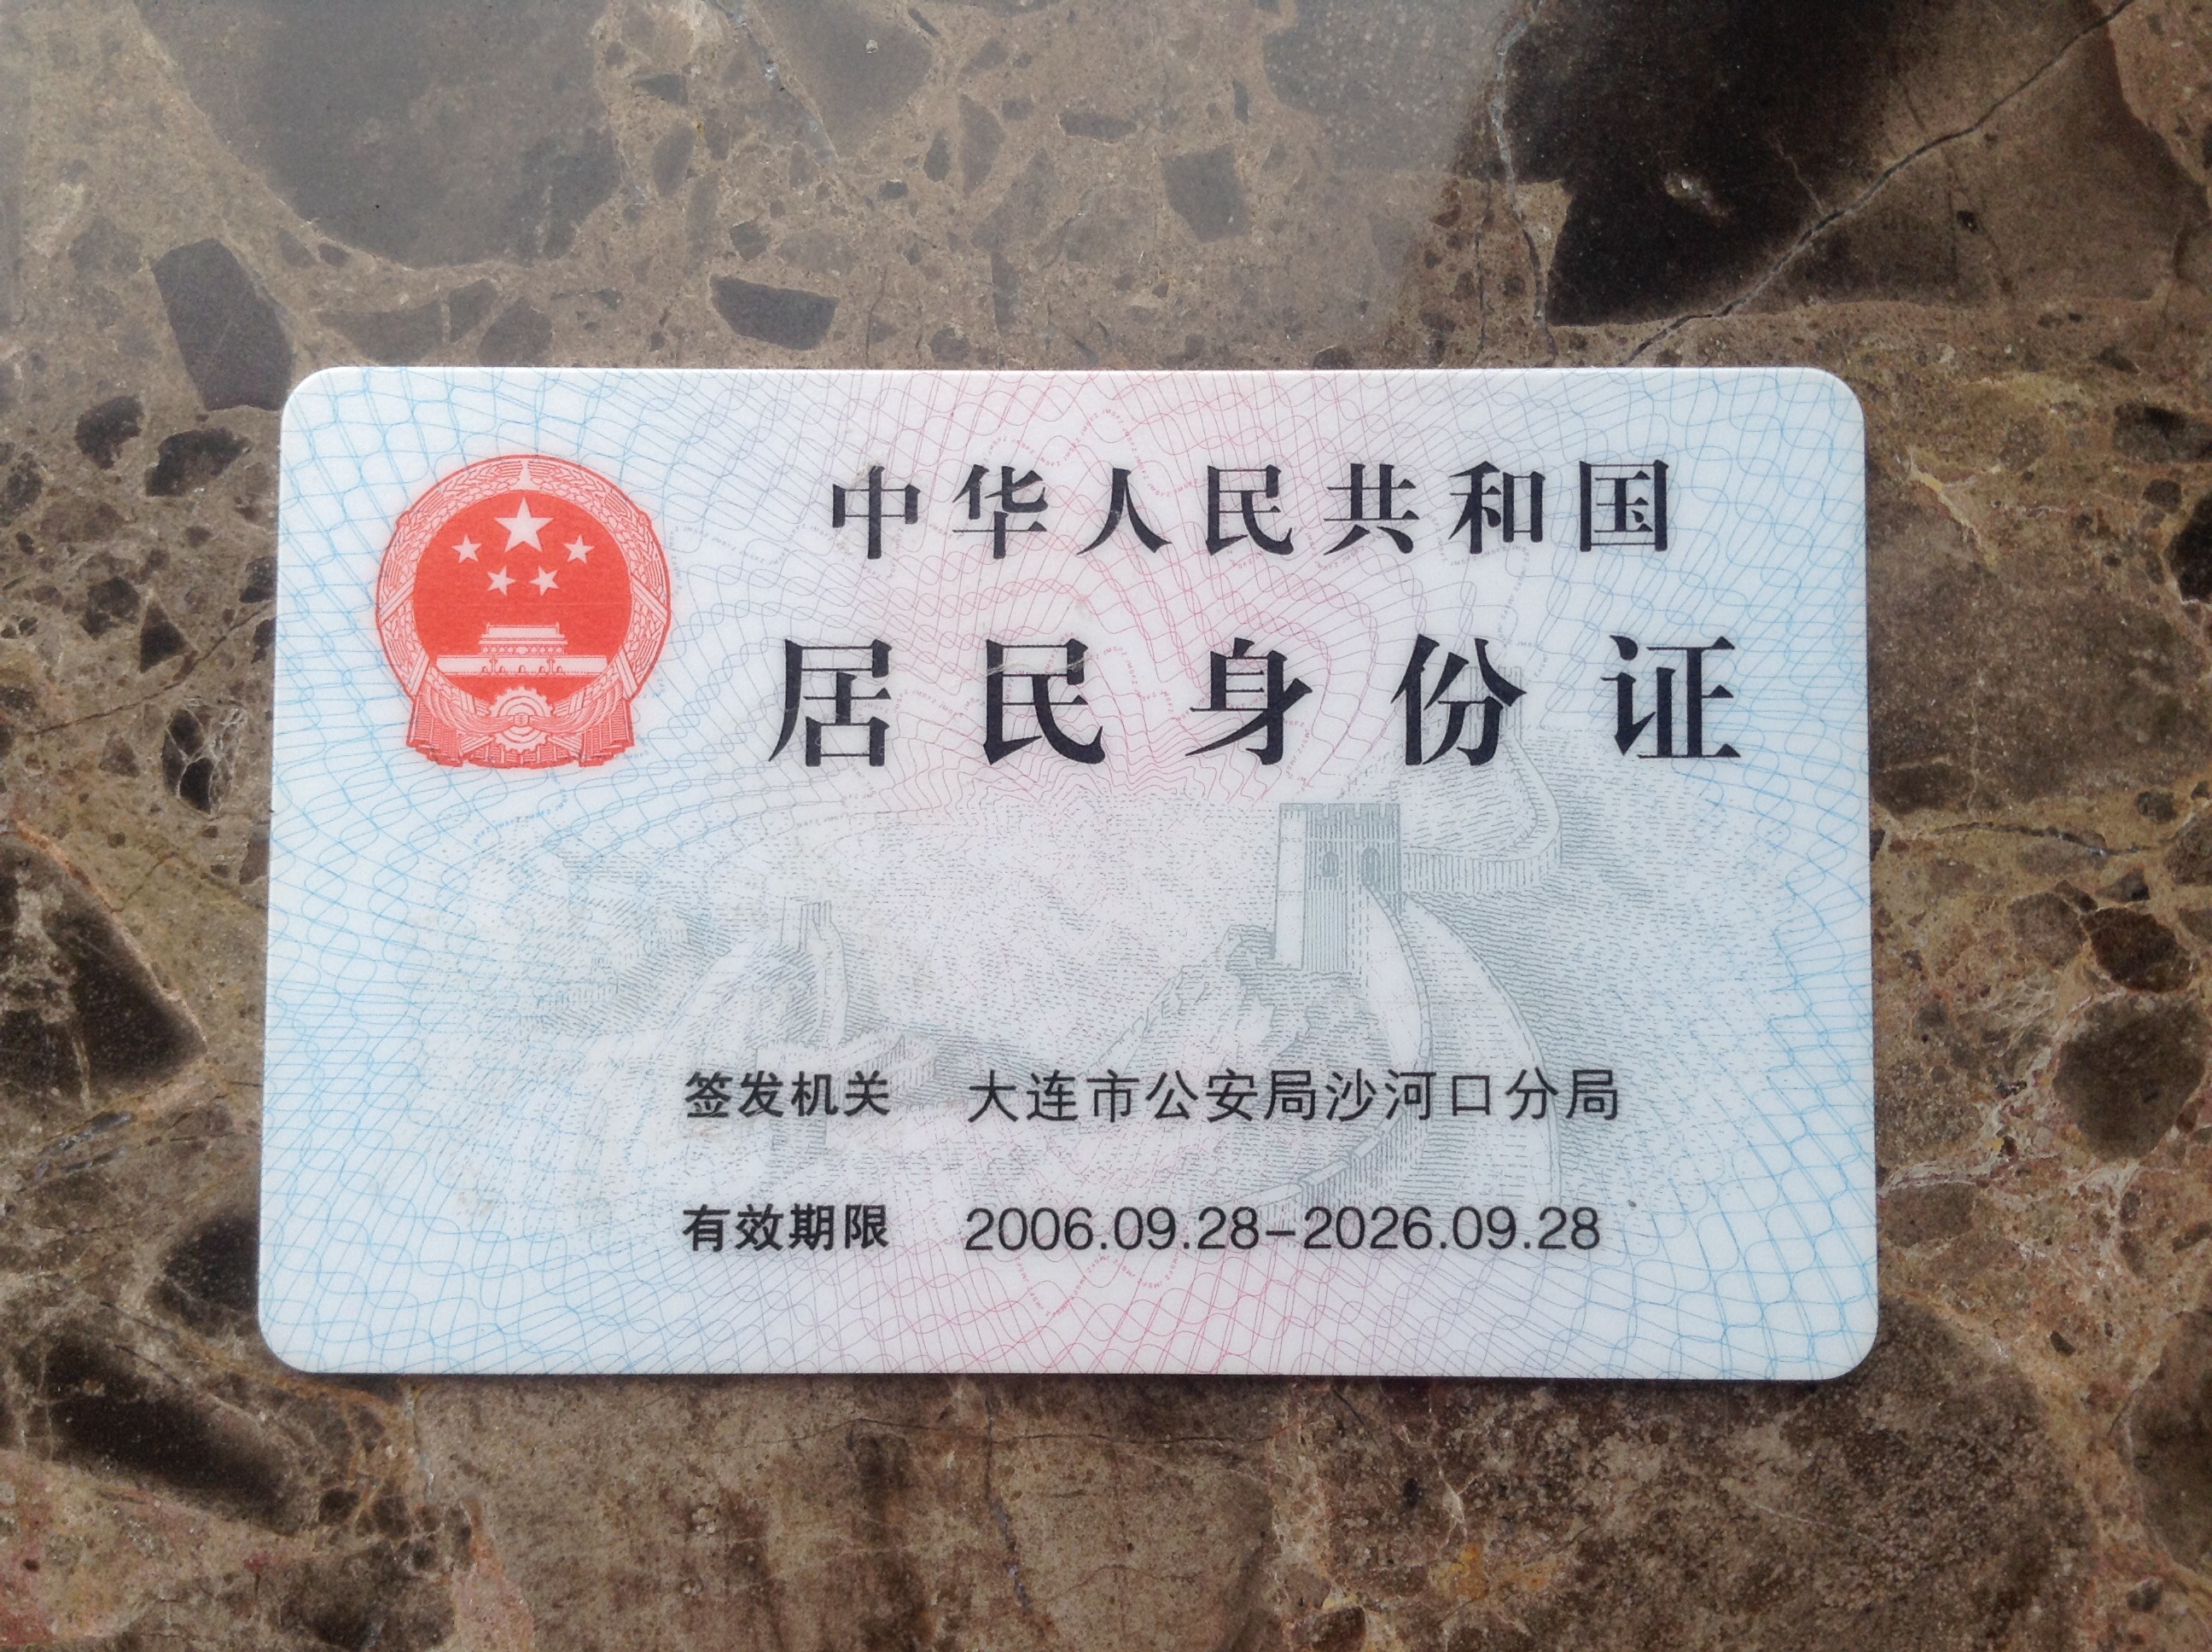 中华人民共和国
居民身份证
签发机关 大连市公安局沙河口分局
有效期限 2006.09.28-2026.09.28